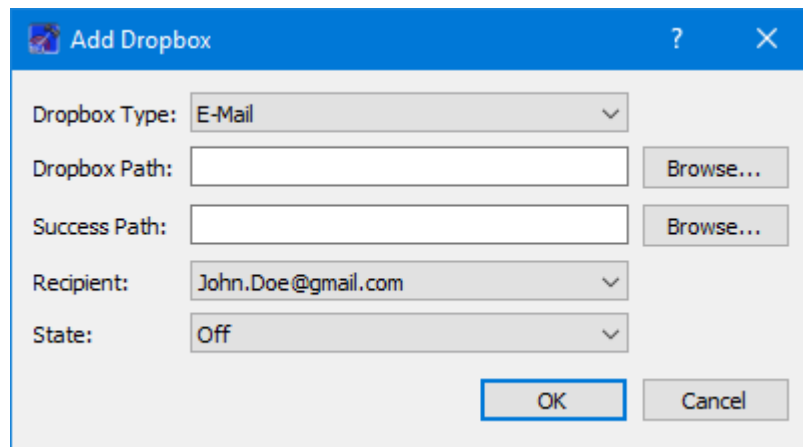 Add Dropbox ?
Dropbox Type: E-Mail
Dropbox Path: Browse...
Success Path: Browse...
Recipient: John.Doe@gmail.com
State: Off
OK Cancel